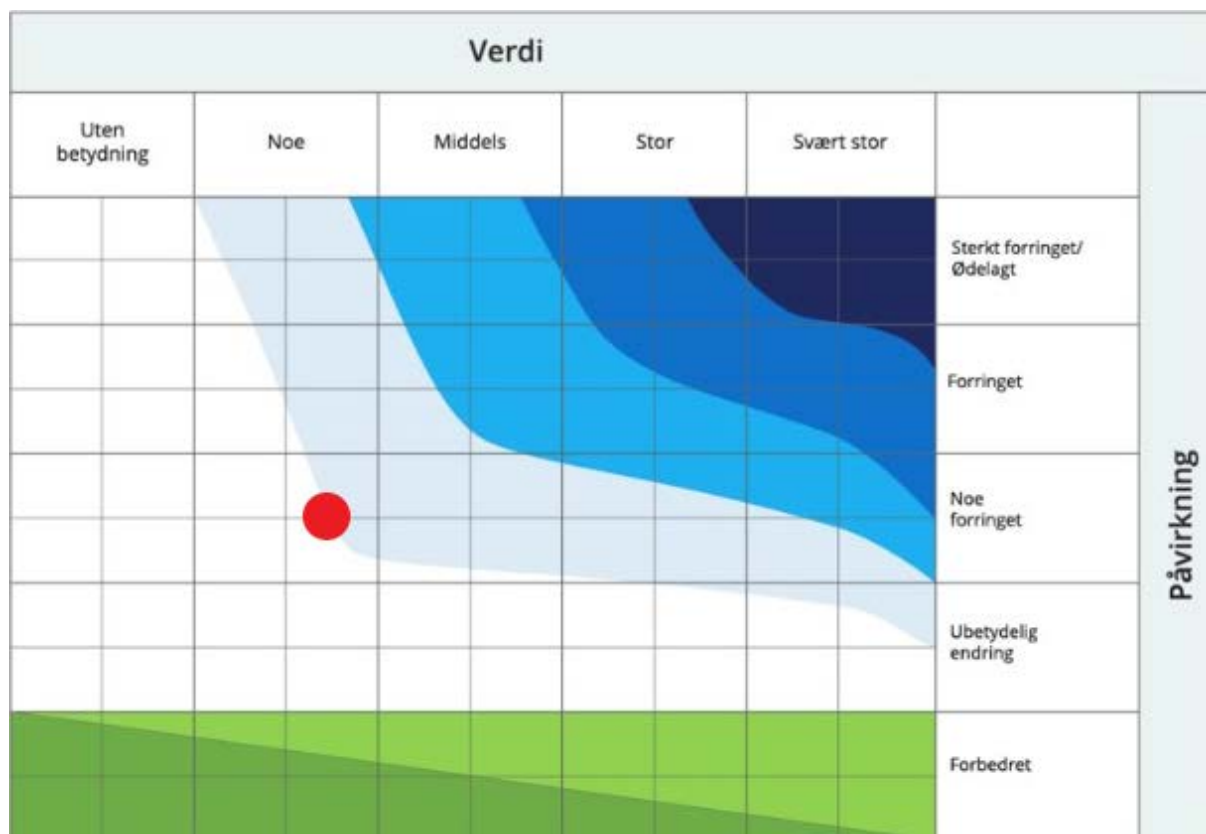 Verdi
Uten
betydning
Noe
Middels
Stor
Svært stor
Sterkt forringet/
Ødelagt
Forringet
Noe
forringet
Ubetydelig
endring
Forbedret
Påvirkning